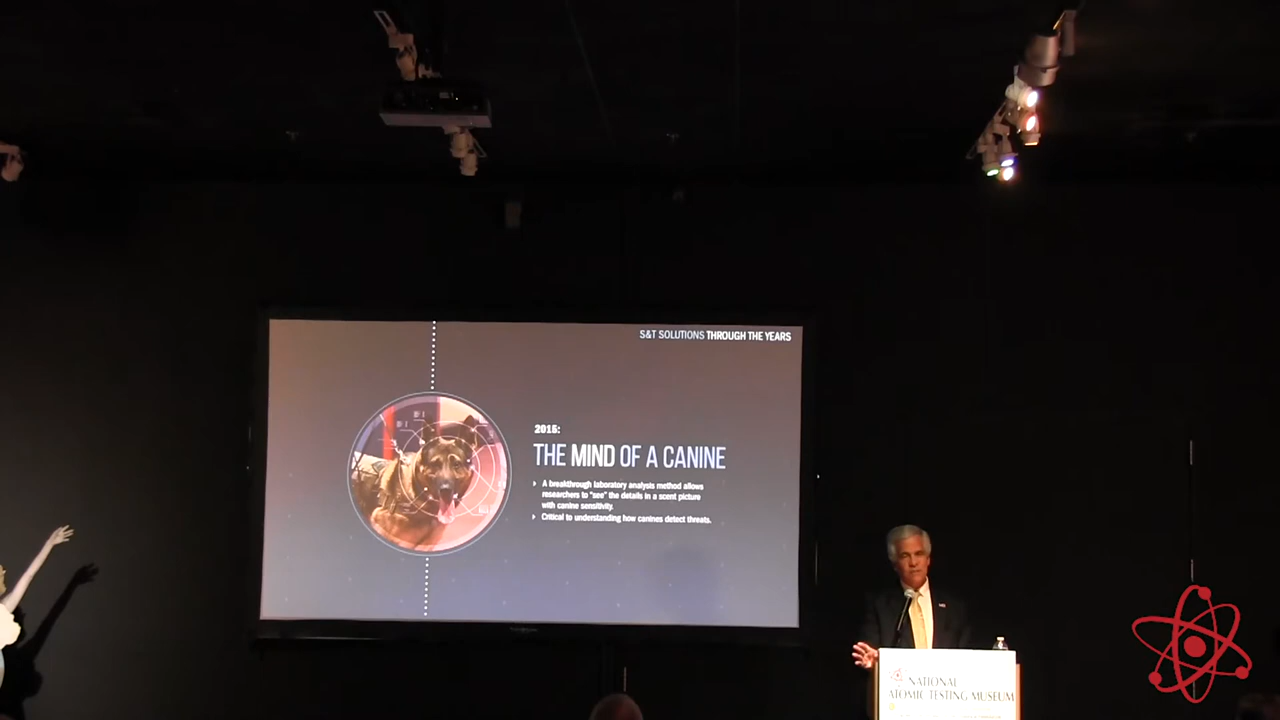 S&T SOLUTIONS THROUGH THE YEARS
2015:
THE MIND OF A CANINE
A breakthrough laboratory analysis method allows
researchers to "see" the details in a scent picture
with canine sensitivity.
Critical to understanding how canines detect threats.
NATIONAL
ATOMIC TESTING MUSEUM